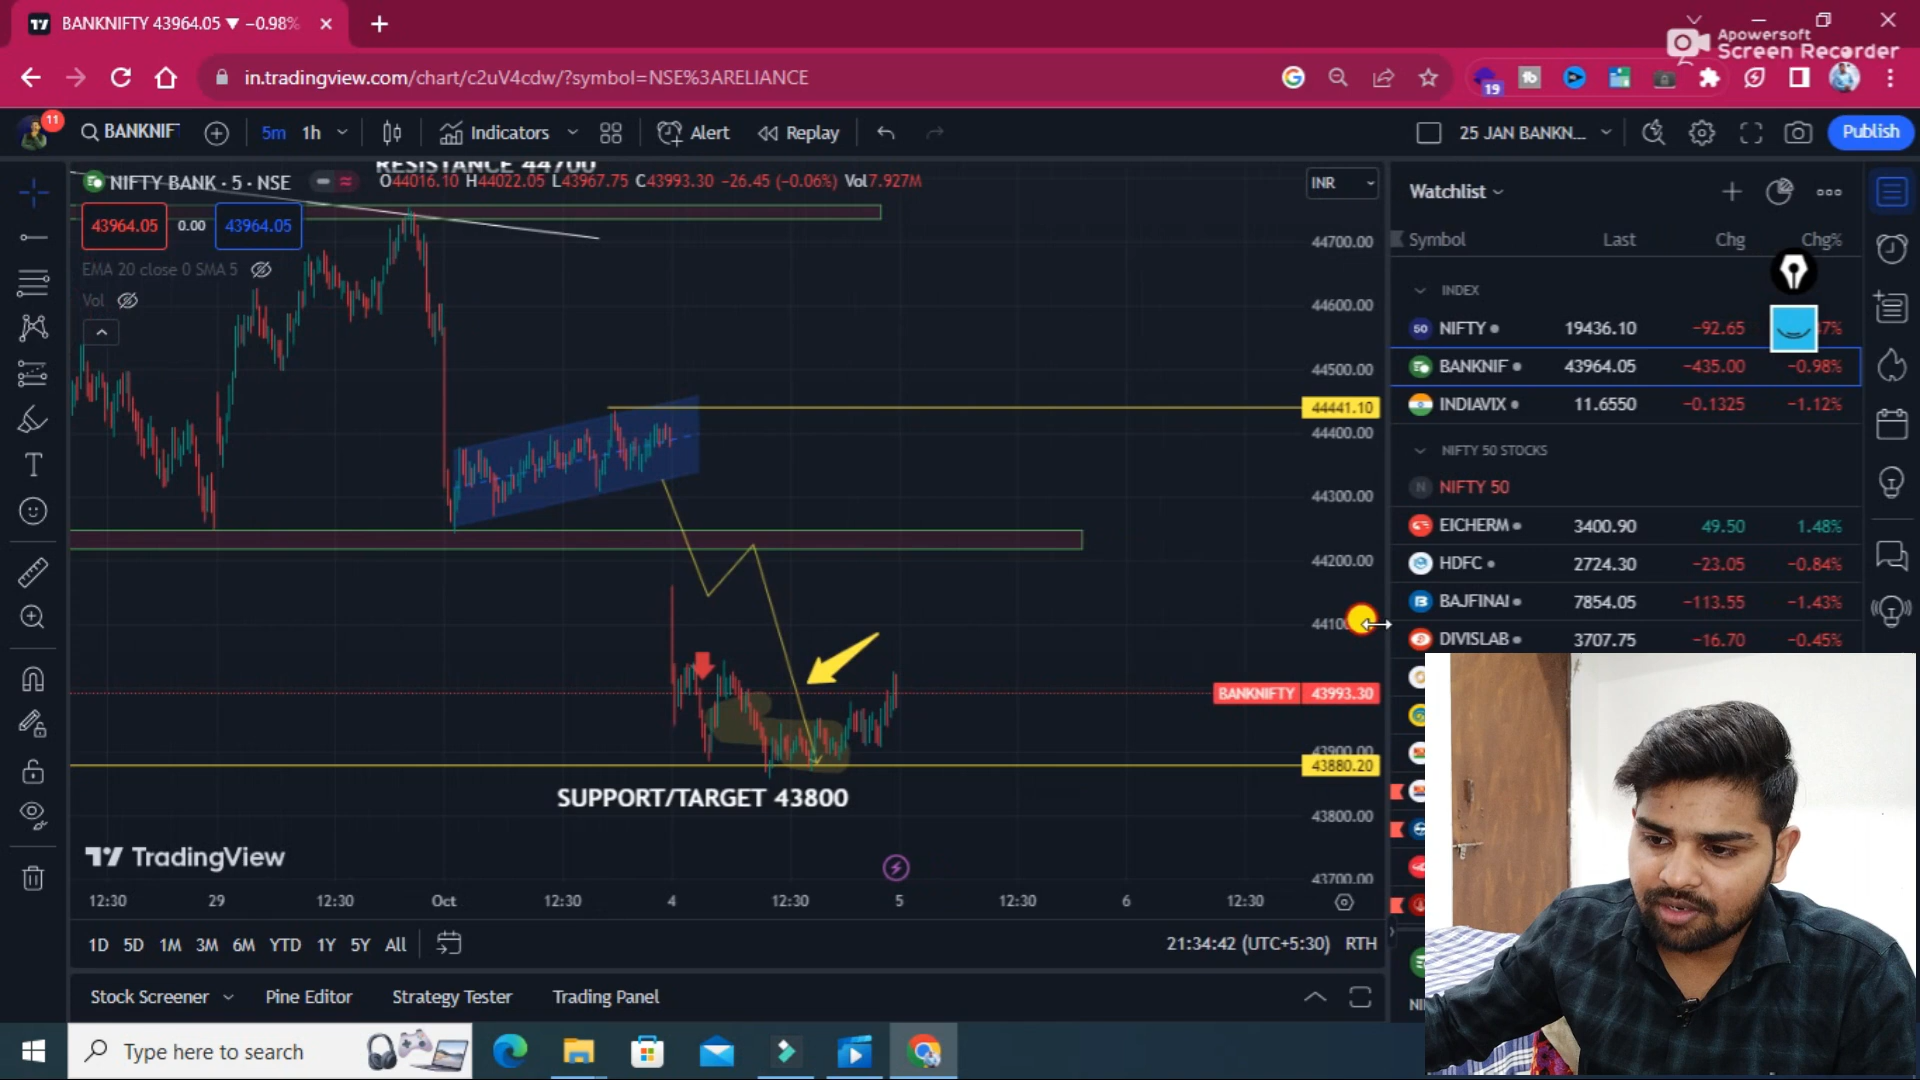 BANKNIFTY 43964.05 ▼ −0.98%
Apowersoft
Screen Recorder
in.tradingview.com/chart/c2uV4cdw/?symbol=NSE%3ARELIANCE
19
11
BANKNIF
5m
1h
Indicators
Alert
Replay
25 JAN BANKN...
Publish
RESISTANCE 44700
NIFTY BANK · 5 · NSE
O44016.10 H44022.05 L43967.75 C43993.30 −26.45 (−0.06%) Vol7.927M
INR
43964.05
0.00
43964.05
EMA 20 close 0 SMA 5
Vol
44700.00
44600.00
44500.00
44441.10
44400.00
44300.00
44200.00
BANKNIFTY 43993.30
43900.00
43880.20
43800.00
43700.00
SUPPORT/TARGET 43800
TradingView
12:30
29
12:30
Oct
12:30
4
12:30
5
12:30
6
12:30
1D 5D 1M 3M 6M YTD 1Y 5Y All
21:34:42 (UTC+5:30)
RTH
Stock Screener
Pine Editor
Strategy Tester
Trading Panel
Watchlist
Symbol Last Chg Chg%
INDEX
50 NIFTY 19436.10 −92.65
BANKNIF 43964.05 −435.00 −0.98%
INDIAVIX 11.6550 −0.1325 −1.12%
NIFTY 50 STOCKS
N NIFTY 50
EICHERM 3400.90 49.50 1.48%
HDFC 2724.30 −23.05 −0.84%
BAJFINAI 7854.05 −113.55 −1.43%
DIVISLAB 3707.75 −16.70 −0.45%
Type here to search